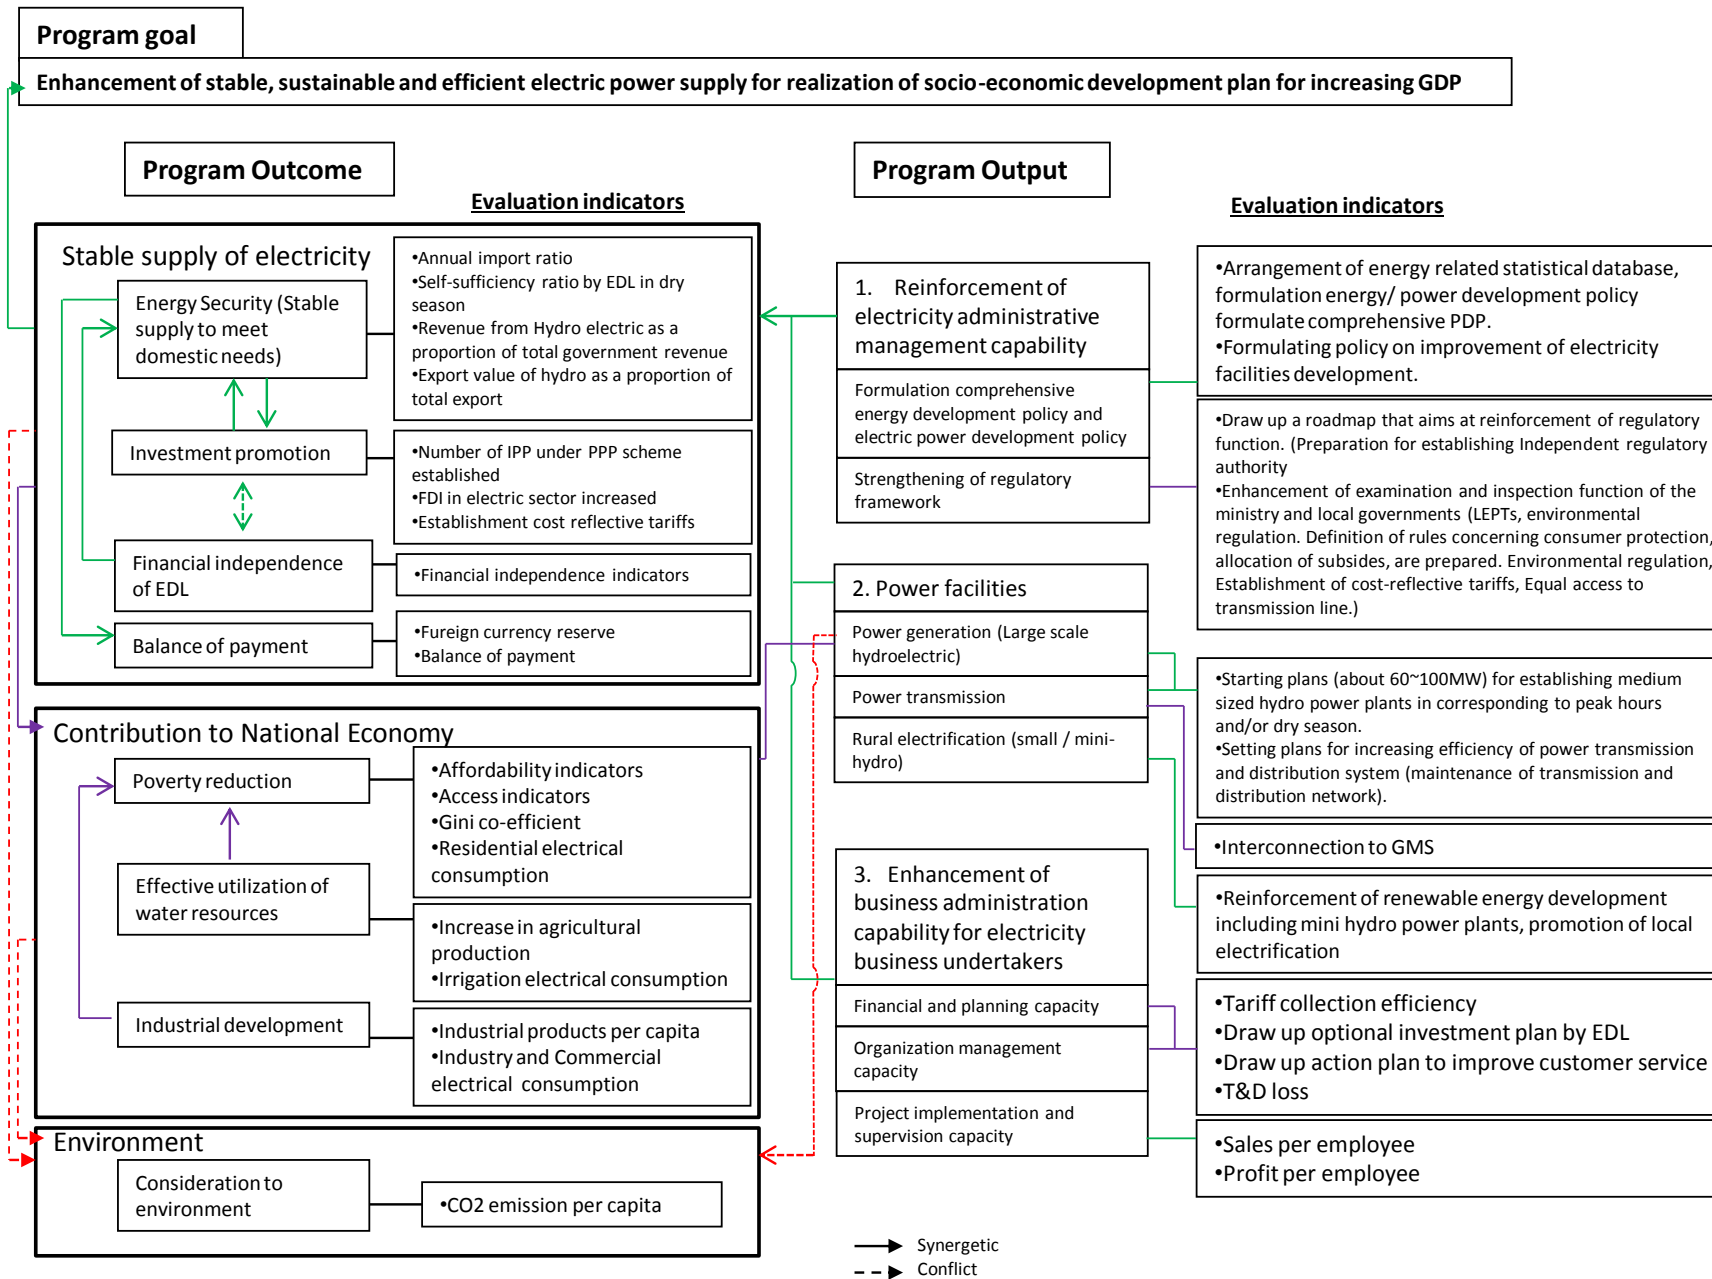 Program goal
Enhancement of stable, sustainable and efficient electric power supply for realization of socio-economic development plan for increasing GDP
Program Outcome
Evaluation indicators
Stable supply of electricity
Energy Security (Stable
supply to meet
domestic needs)
•Annual import ratio
•Self-sufficiency ratio by EDL in dry
season
•Revenue from Hydro electric as a
proportion of total government revenue
•Export value of hydro as a proportion of
total export
Investment promotion
•Number of IPP under PPP scheme
established
•FDI in electric sector increased
•Establishment cost reflective tariffs
Financial independence
of EDL
•Financial independence indicators
Balance of payment
•Fureign currency reserve
•Balance of payment
Contribution to National Economy
Poverty reduction
•Affordability indicators
•Access indicators
•Gini co-efficient
•Residential electrical
consumption
Effective utilization of
water resources
•Increase in agricultural
production
•Irrigation electrical consumption
Industrial development
•Industrial products per capita
•Industry and Commercial
electrical consumption
Environment
Consideration to
environment
•CO2 emission per capita
Program Output
Evaluation indicators
1. Reinforcement of
electricity administrative
management capability
Formulation comprehensive
energy development policy and
electric power development policy
Strengthening of regulatory
framework
•Arrangement of energy related statistical database,
formulation energy/ power development policy
formulate comprehensive PDP.
•Formulating policy on improvement of electricity
facilities development.
•Draw up a roadmap that aims at reinforcement of regulatory
function. (Preparation for establishing Independent regulatory
authority
•Enhancement of examination and inspection function of the
ministry and local governments (LEPTs, environmental
regulation. Definition of rules concerning consumer protection,
allocation of subsides, are prepared. Environmental regulation,
Establishment of cost-reflective tariffs, Equal access to
transmission line.)
2. Power facilities
Power generation (Large scale
hydroelectric)
Power transmission
Rural electrification (small / mini-
hydro)
•Starting plans (about 60~100MW) for establishing medium
sized hydro power plants in corresponding to peak hours
and/or dry season.
•Setting plans for increasing efficiency of power transmission
and distribution system (maintenance of transmission and
distribution network).
•Interconnection to GMS
•Reinforcement of renewable energy development
including mini hydro power plants, promotion of local
electrification
3. Enhancement of
business administration
capability for electricity
business undertakers
Financial and planning capacity
Organization management
capacity
Project implementation and
supervision capacity
•Tariff collection efficiency
•Draw up optional investment plan by EDL
•Draw up action plan to improve customer service
•T&D loss
•Sales per employee
•Profit per employee
Synergetic
Conflict